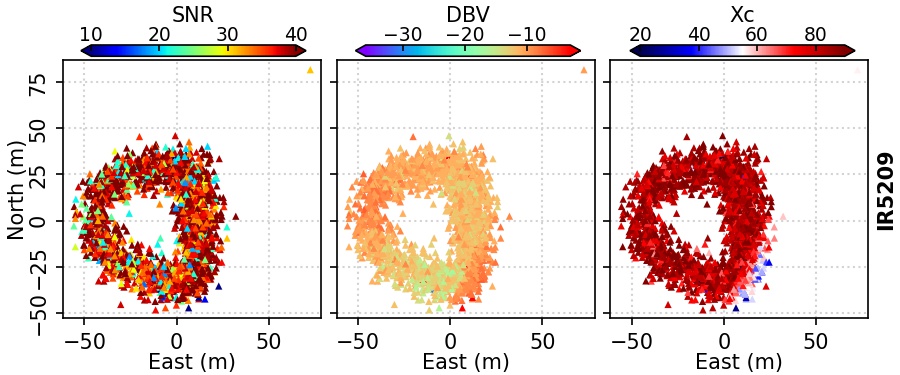 SNR DBV Xc
10 20 30 40 −30 −20 −10 20 40 60 80
75
50
25
0
−25
−50
North (m)
−50 0 50 −50 0 50 −50 0 50
East (m) East (m) East (m)
IR5209